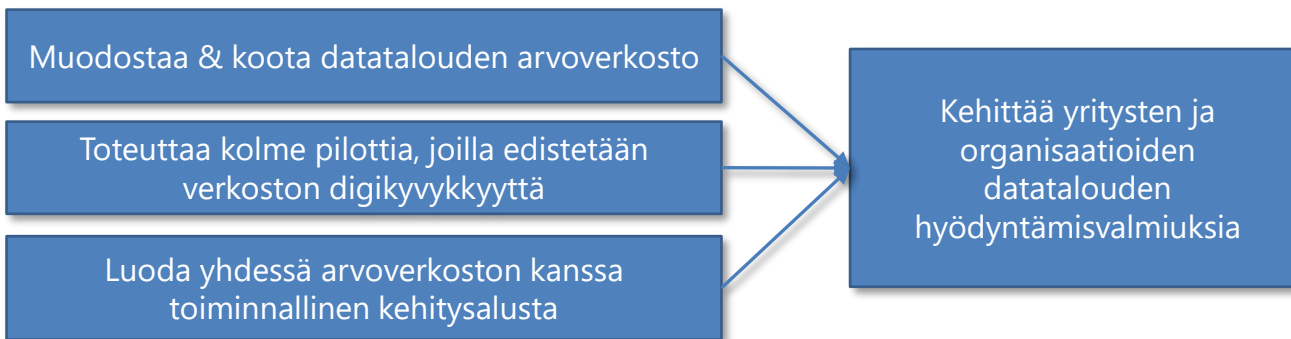 Muodostaa & koota datatalouden arvoverkosto
Toteuttaa kolme pilottia, joilla edistetään
verkoston digikyvykkyyttä
Luoda yhdessä arvoverkoston kanssa
toiminnallinen kehitysalusta
Kehittää yritysten ja
organisaatioiden
datatalouden
hyödyntämisvalmiuksia